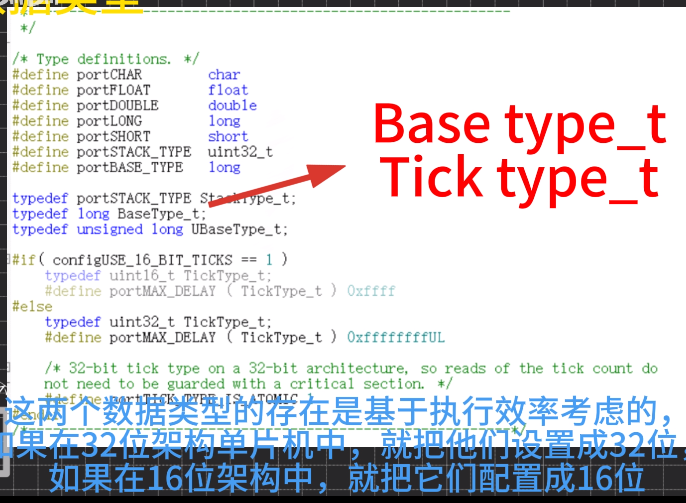 据类型
*/
/* Type definitions. */
#define portCHAR char
#define portFLOAT float
#define portDOUBLE double
#define portLONG long
#define portSHORT short
#define portSTACK_TYPE uint32_t
#define portBASE_TYPE long
Base type_t
Tick type_t
typedef portSTACK_TYPE StackType_t;
typedef long BaseType_t;
typedef unsigned long UBaseType_t;
#if( configUSE_16_BIT_TICKS == 1 )
typedef uint16_t TickType_t;
#define portMAX_DELAY ( TickType_t ) 0xffff
#else
typedef uint32_t TickType_t;
#define portMAX_DELAY ( TickType_t ) 0xffffffffUL
/* 32-bit tick type on a 32-bit architecture, so reads of the tick count do
not need to be guarded with a critical section. */
#define portTICK_TYPE_IS_ATOMIC
这两个数据类型的存在是基于执行效率考虑的，
如果在32位架构单片机中，就把他们设置成32位，
如果在16位架构中，就把它们配置成16位